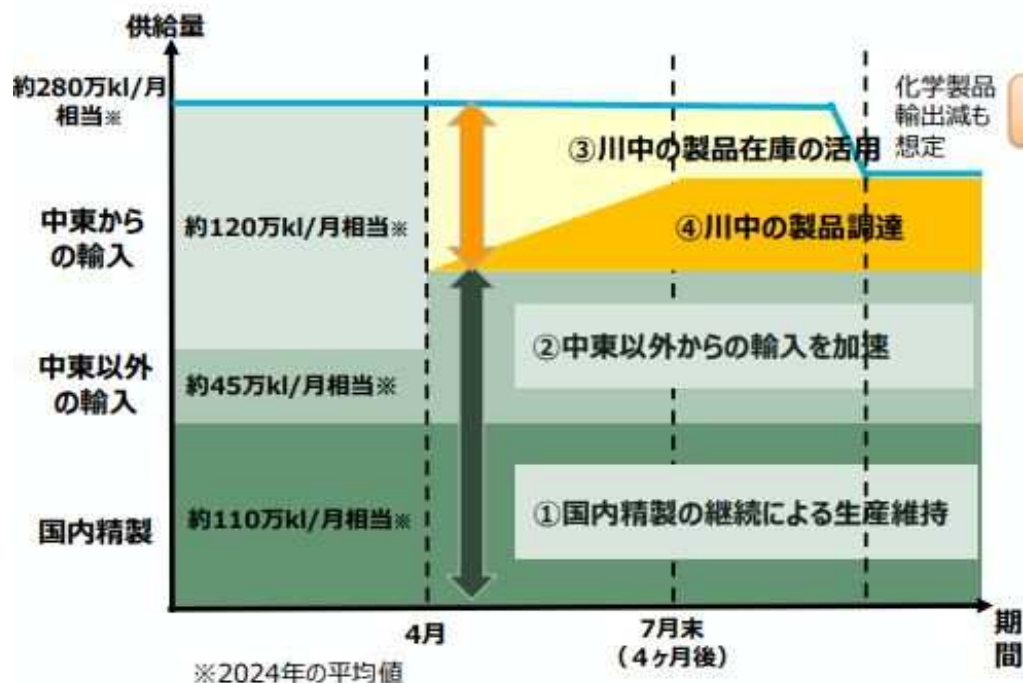 供給量
約280万kl/月
相当※
化学製品
輸出減も
想定
③川中の製品在庫の活用
中東から
の輸入
約120万kl/月相当※
④川中の製品調達
②中東以外からの輸入を加速
中東以外
の輸入
約45万kl/月相当※
国内精製
約110万kl/月相当※
①国内精製の継続による生産維持
4月
7月末
(4ヶ月後)
期
間
※2024年の平均値